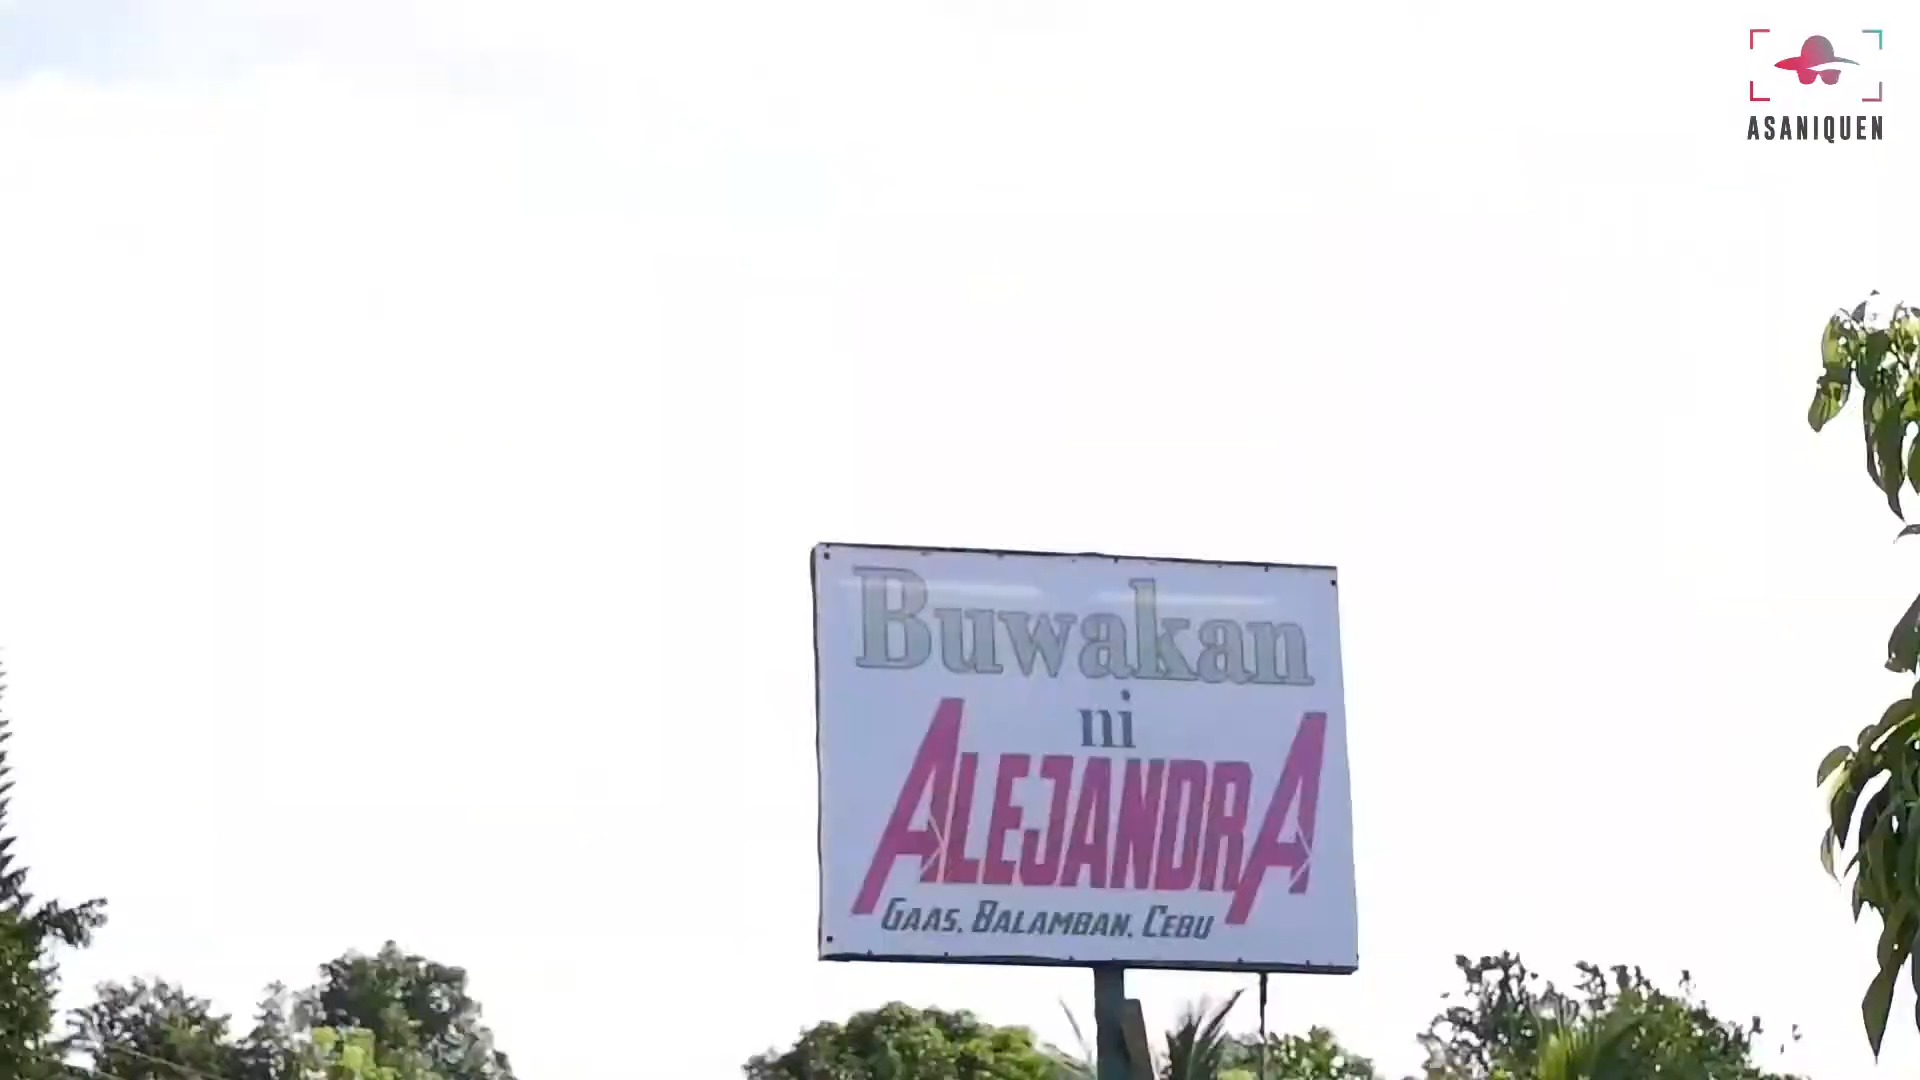 ASANIQUEN
Buwakan
ni
ALEJANDRA
GAAS, BALAMBAN, CEBU